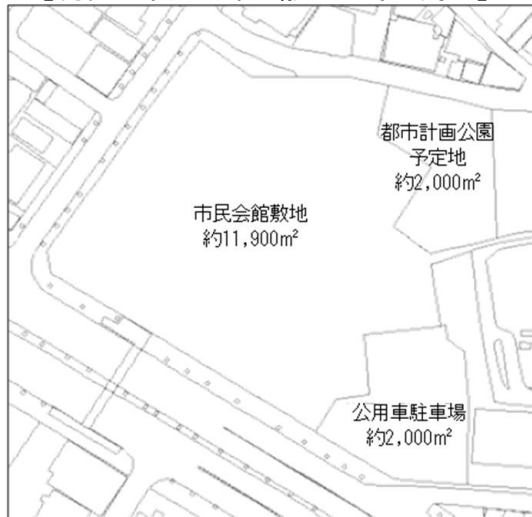 都市計画公園
予定地
約2,000m²
市民会館敷地
約11,900m²
公用車駐車場
約2,000m²